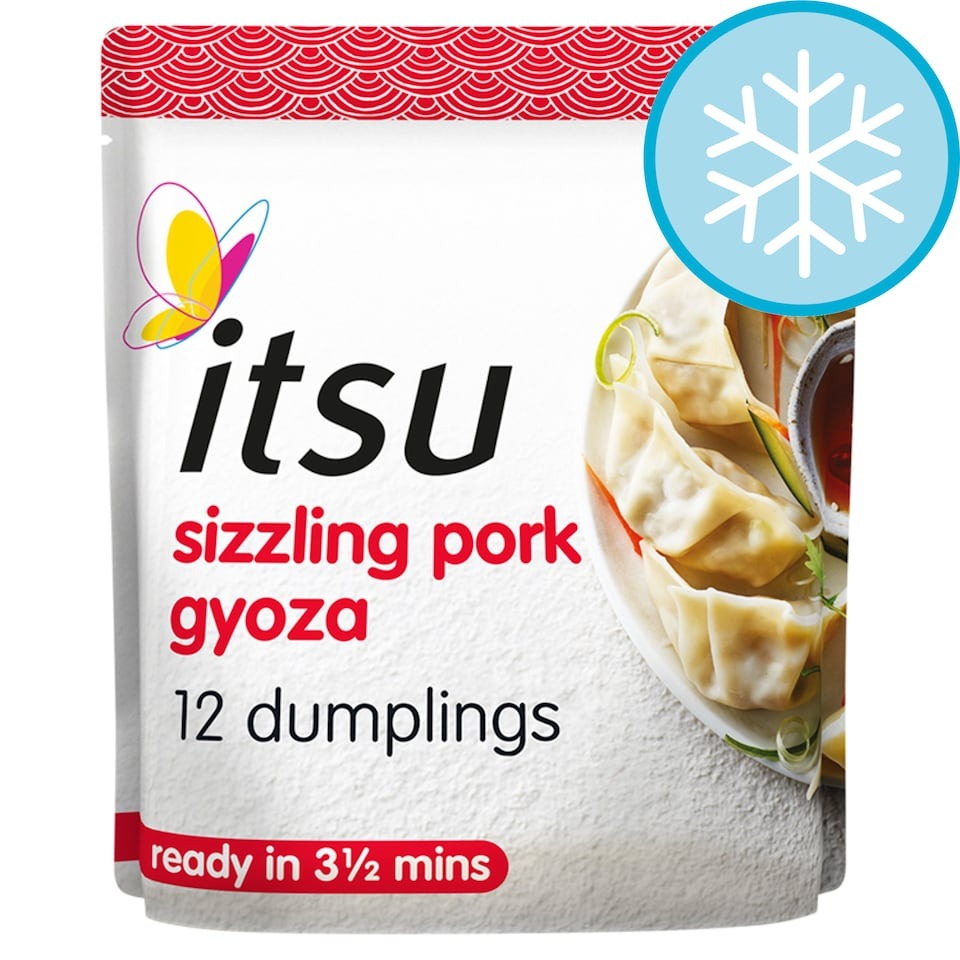 itsu
sizzling pork
gyoza
12 dumplings
ready in 3½ mins